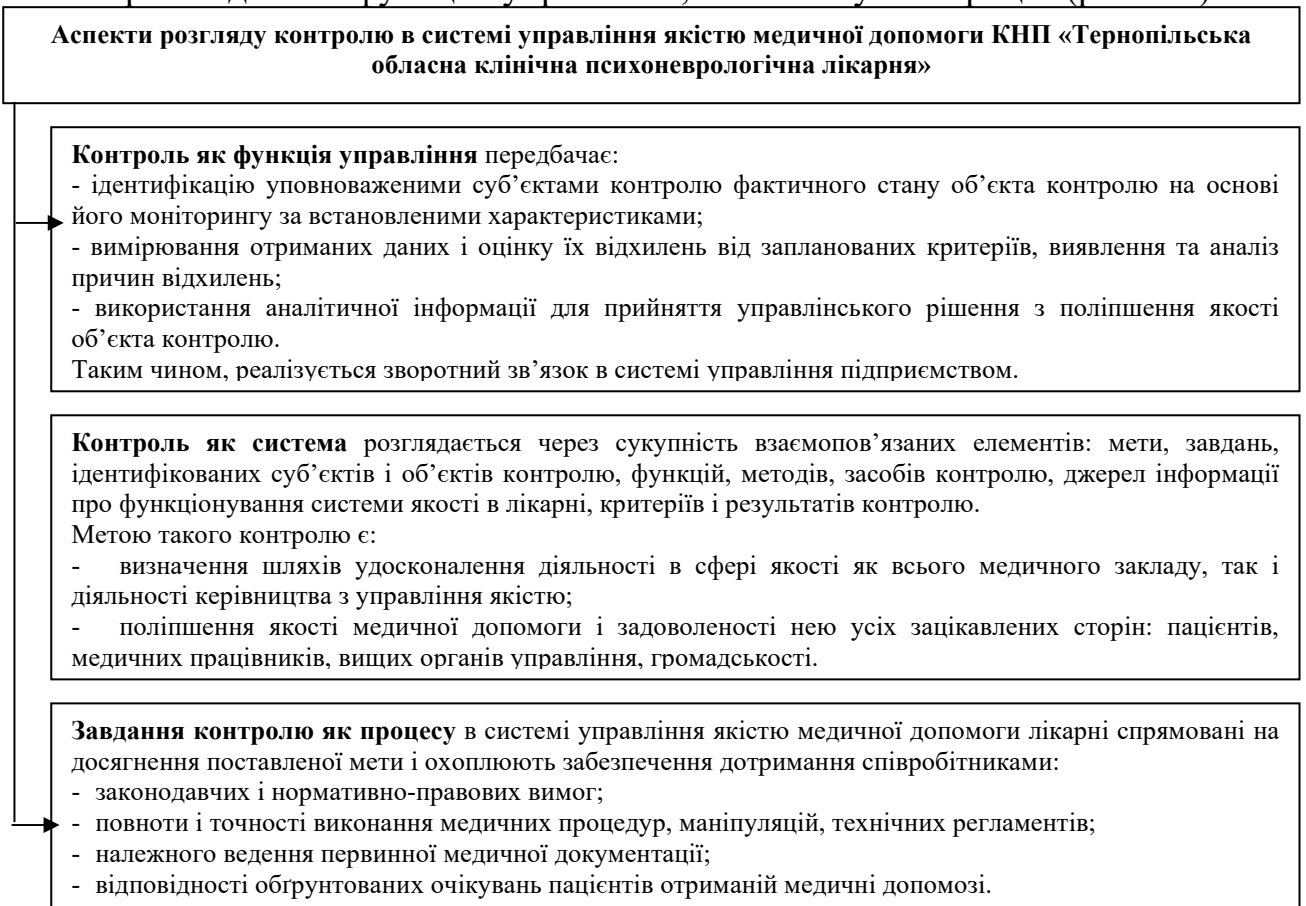 Аспекти розгляду контролю в системі управління якістю медичної допомоги КНП «Тернопільська
обласна клінічна психоневрологічна лікарня»
Контроль як функція управління передбачає:
- ідентифікацію уповноваженими суб’єктами контролю фактичного стану об’єкта контролю на основі
його моніторингу за встановленими характеристиками;
- вимірювання отриманих даних і оцінку їх відхилень від запланованих критеріїв, виявлення та аналіз
причин відхилень;
- використання аналітичної інформації для прийняття управлінського рішення з поліпшення якості
об’єкта контролю.
Таким чином, реалізується зворотний зв’язок в системі управління підприємством.
Контроль як система розглядається через сукупність взаємопов’язаних елементів: мети, завдань,
ідентифікованих суб’єктів і об’єктів контролю, функцій, методів, засобів контролю, джерел інформації
про функціонування системи якості в лікарні, критеріїв і результатів контролю.
Метою такого контролю є:
- визначення шляхів удосконалення діяльності в сфері якості як всього медичного закладу, так і
діяльності керівництва з управління якістю;
- поліпшення якості медичної допомоги і задоволеності нею усіх зацікавлених сторін: пацієнтів,
медичних працівників, вищих органів управління, громадськості.
Завдання контролю як процесу в системі управління якістю медичної допомоги лікарні спрямовані на
досягнення поставленої мети і охоплюють забезпечення дотримання співробітниками:
- законодавчих і нормативно-правових вимог;
- повноти і точності виконання медичних процедур, маніпуляцій, технічних регламентів;
- належного ведення первинної медичної документації;
- відповідності обґрунтованих очікувань пацієнтів отриманій медичні допомозі.